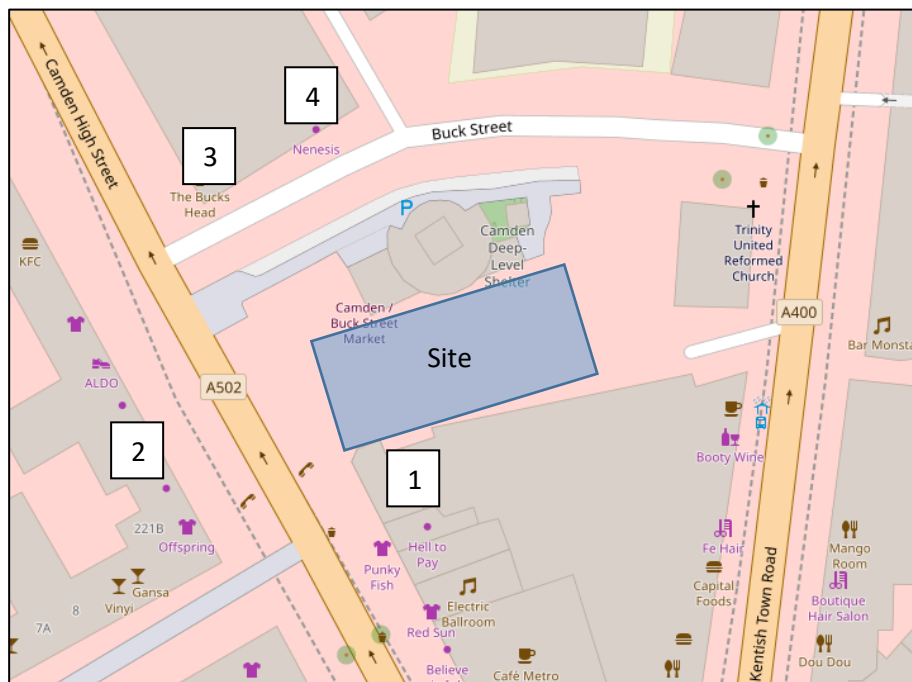 4
Nenesis
Buck Street
Camden High Street
3
The Bucks
Head
P
KFC
Camden
Deep-
Level
Shelter
Trinity
United
Reformed
Church
Camden /
Buck Street
Market
Site
A400
Bar Monsta
ALDO
A502
2
1
Booty Wine
221B
Offspring
Hell to
Pay
Punky
Fish
Fe Hair
Mango
Room
Capital
Foods
Gansa
Vinyi
8
7A
Electric
Ballroom
Boutique
Hair Salon
Red Sun
Kentish Town Road
Believe
Café Metro
Dou Dou